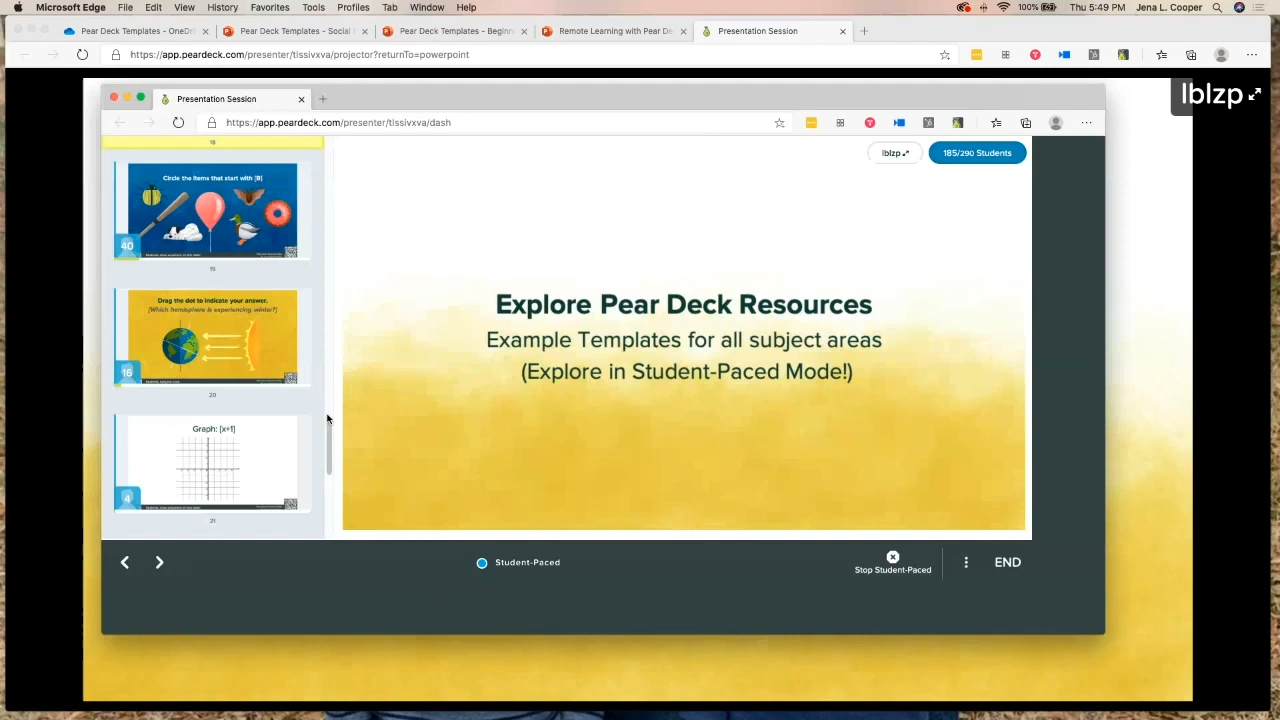 Microsoft Edge File Edit View History Favorites Tools Profiles Tab Window Help 100% Thu 5:49 PM Jena L. Cooper
Pear Deck Templates - OneDri Pear Deck Templates - Social Pear Deck Templates - Beginn Remote Learning with Pear De Presentation Session
https://app.peardeck.com/presenter/tlssivxva/projector?returnTo=powerpoint
lblzp
Presentation Session
https://app.peardeck.com/presenter/tlssivxva/dash
lblzp 185/290 Students
18
Circle the items that start with [B]
40
19
Drag the dot to indicate your answer.
[Which hemisphere is experiencing winter?]
16
20
Graph: [x+1]
4
21
Explore Pear Deck Resources
Example Templates for all subject areas
(Explore in Student-Paced Mode!)
Student-Paced
Stop Student-Paced
END